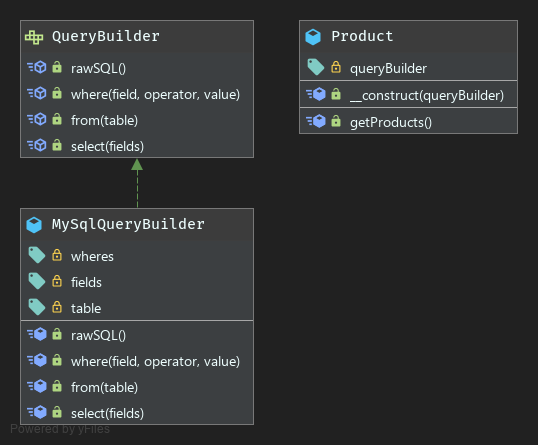 QueryBuilder
rawSQL()
where(field, operator, value)
from(table)
select(fields)
Product
queryBuilder
__construct(queryBuilder)
getProducts()
MySqlQueryBuilder
wheres
fields
table
rawSQL()
where(field, operator, value)
from(table)
select(fields)
Powered by yFiles